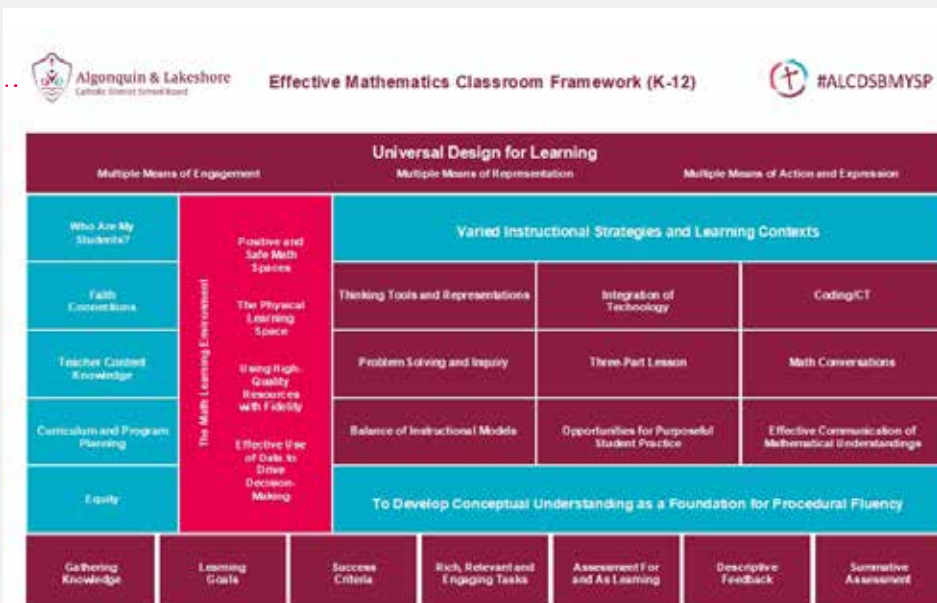 Algonquin & Lakeshore
Catholic District School Board
Effective Mathematics Classroom Framework (K-12)
#ALCDSBMYSP
Universal Design for Learning
Multiple Means of Engagement
Multiple Means of Representation
Multiple Means of Action and Expression
Who Are My
Students?
Faith
Connections
Teacher Content
Knowledge
Curriculum and Program
Planning
Equity
The Math Learning Environment
Positive and
Safe Math
Spaces
The Physical
Learning
Space
Using High-
Quality
Resources
with Fidelity
Effective Use
of Data to
Drive
Decision-
Making
Varied Instructional Strategies and Learning Contexts
Thinking Tools and Representations
Integration of
Technology
Coding/CT
Problem Solving and Inquiry
Three-Part Lesson
Math Conversations
Balance of Instructional Models
Opportunities for Purposeful
Student Practice
Effective Communication of
Mathematical Understandings
To Develop Conceptual Understanding as a Foundation for Procedural Fluency
Gathering
Knowledge
Learning
Goals
Success
Criteria
Rich, Relevant and
Engaging Tasks
Assessment For
and As Learning
Descriptive
Feedback
Summative
Assessment